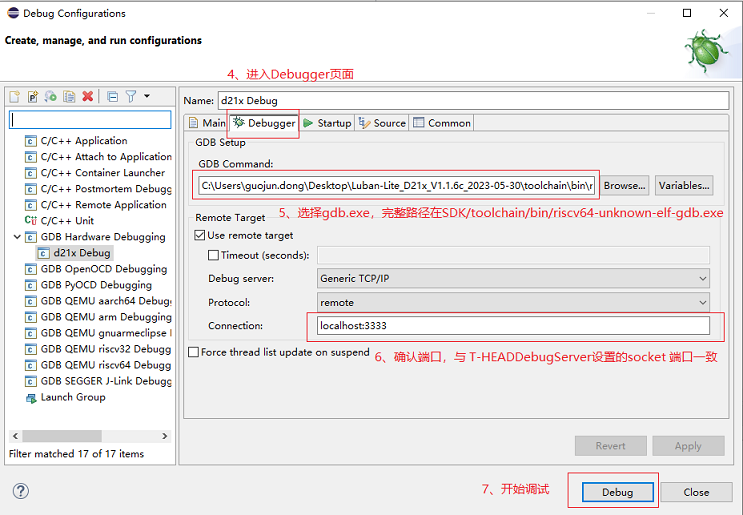 Debug Configurations
Create, manage, and run configurations
4、进入Debugger页面
Name: d21x Debug
Main
Debugger
Startup
Source
Common
C/C++ Application
C/C++ Attach to Application
C/C++ Container Launcher
C/C++ Postmortem Debugg
C/C++ Remote Application
C/C++ Unit
GDB Hardware Debugging
d21x Debug
GDB OpenOCD Debugging
GDB PyOCD Debugging
GDB QEMU aarch64 Debugg
GDB QEMU arm Debugging
GDB QEMU gnuarmeclipse D
GDB QEMU riscv32 Debuggi
GDB QEMU riscv64 Debuggi
GDB SEGGER J-Link Debugg
Launch Group
Filter matched 17 of 17 items
GDB Setup
GDB Command:
C:\Users\guojun.dong\Desktop\Luban-Lite_D21x_V1.1.6c_2023-05-30\toolchain\bin\r
Browse...
Variables...
5、选择gdb.exe，完整路径在SDK/toolchain/bin/riscv64-unknown-elf-gdb.exe
Remote Target
Use remote target
Timeout (seconds):
Debug server: Generic TCP/IP
Protocol: remote
Connection: localhost:3333
Force thread list update on suspend
6、确认端口，与 T-HEADDebugServer设置的socket 端口一致
Revert
Apply
7、开始调试
Debug
Close